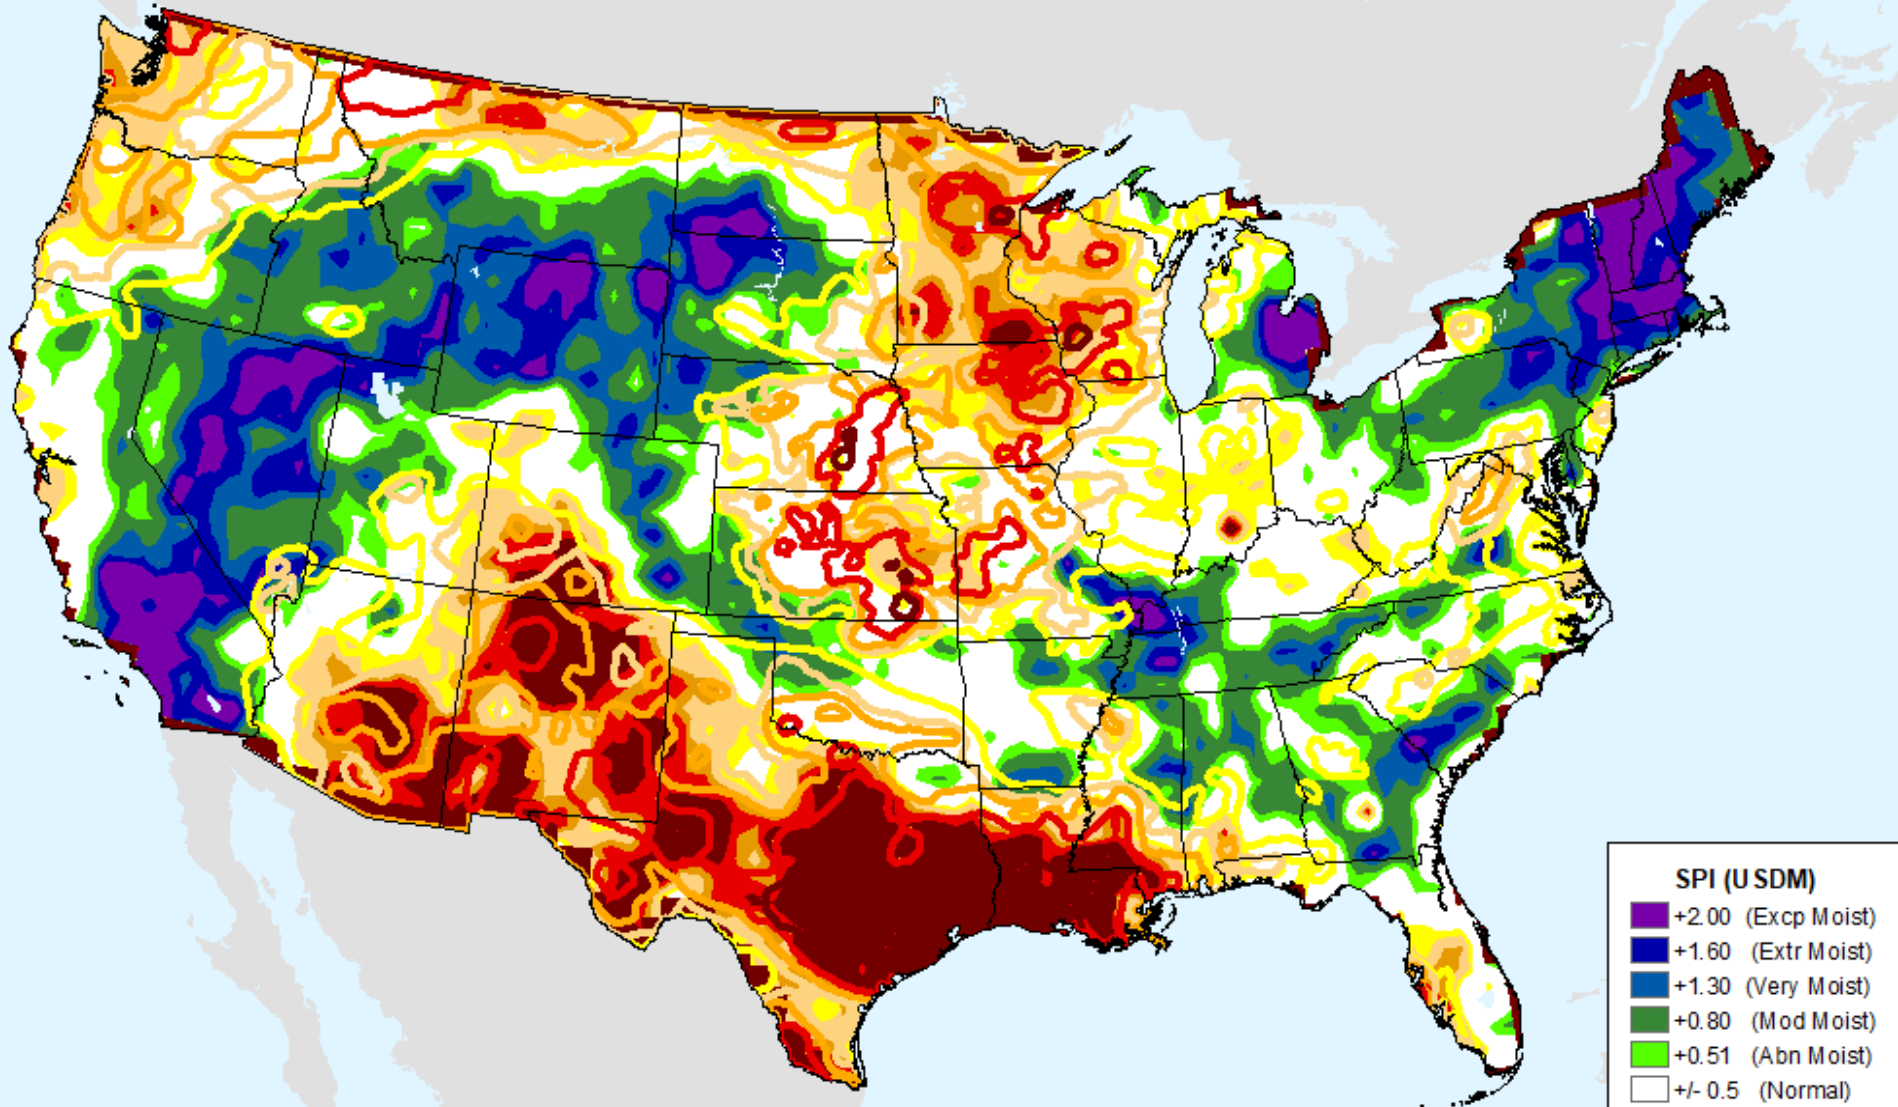 SPI (USDM)
+2.00 (Excp Moist)
+1.60 (Extr Moist)
+1.30 (Very Moist)
+0.80 (Mod Moist)
+0.51 (Abn Moist)
+/- 0.5 (Normal)